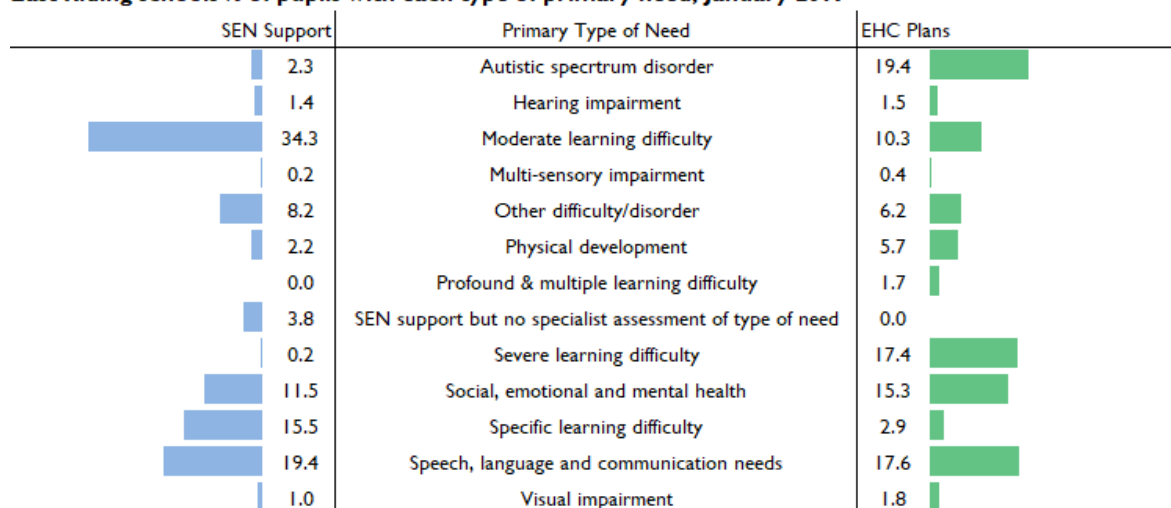 SEN Support Primary Type of Need EHC Plans
2.3 Autistic specrtrum disorder 19.4
1.4 Hearing impairment 1.5
34.3 Moderate learning difficulty 10.3
0.2 Multi-sensory impairment 0.4
8.2 Other difficulty/disorder 6.2
2.2 Physical development 5.7
0.0 Profound & multiple learning difficulty 1.7
3.8 SEN support but no specialist assessment of type of need 0.0
0.2 Severe learning difficulty 17.4
11.5 Social, emotional and mental health 15.3
15.5 Specific learning difficulty 2.9
19.4 Speech, language and communication needs 17.6
1.0 Visual impairment 1.8